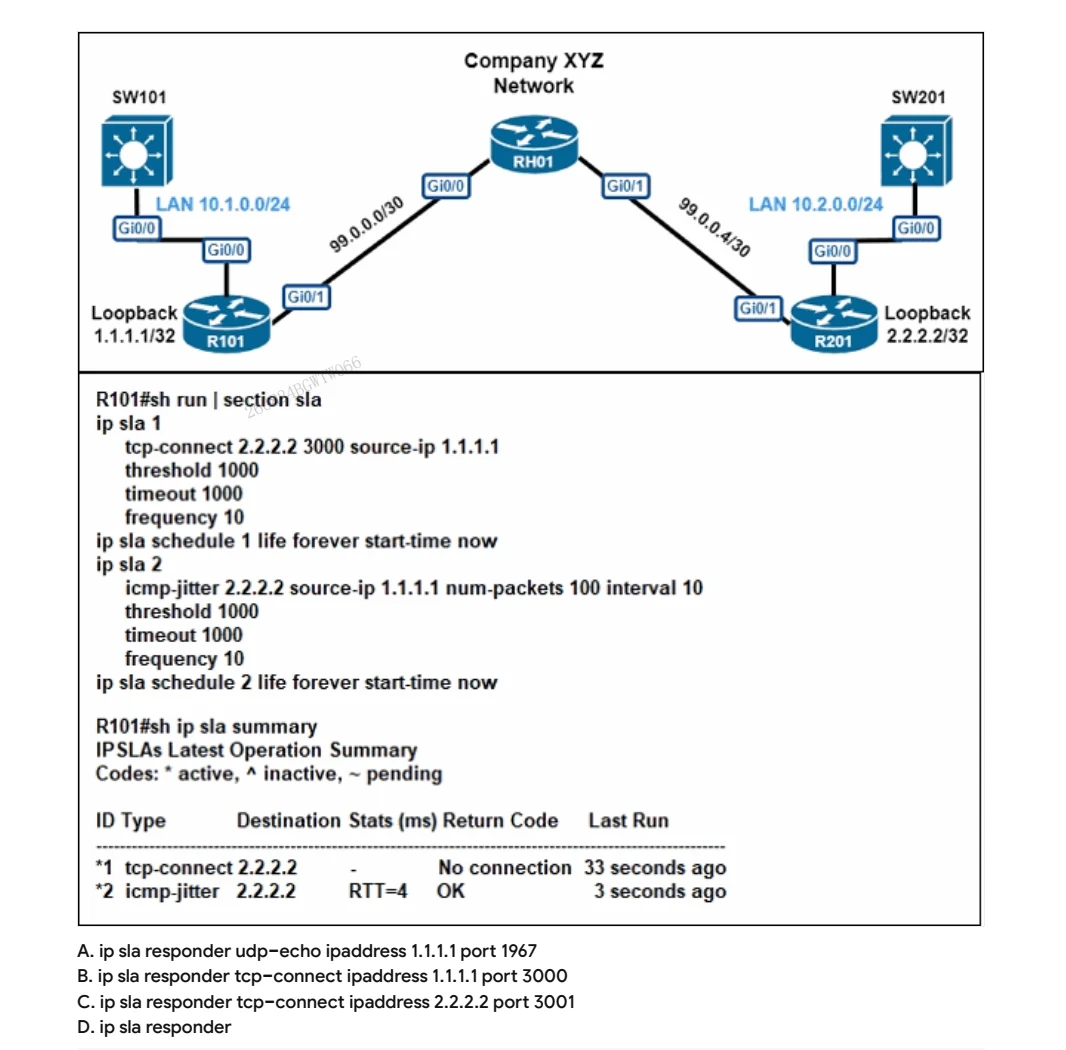 Company XYZ
Network
SW101
SW201
RH01
Gi0/0
Gi0/1
LAN 10.1.0.0/24
99.0.0.0/30
99.0.0.4/30
LAN 10.2.0.0/24
Gi0/0
Gi0/0
Gi0/0
Gi0/0
Gi0/1
Gi0/1
Loopback
1.1.1.1/32
R101
R201
Loopback
2.2.2.2/32
R101#sh run | section sla
ip sla 1
tcp-connect 2.2.2.2 3000 source-ip 1.1.1.1
threshold 1000
timeout 1000
frequency 10
ip sla schedule 1 life forever start-time now
ip sla 2
icmp-jitter 2.2.2.2 source-ip 1.1.1.1 num-packets 100 interval 10
threshold 1000
timeout 1000
frequency 10
ip sla schedule 2 life forever start-time now
R101#sh ip sla summary
IPSLAs Latest Operation Summary
Codes: * active, ^ inactive, ~ pending
ID Type Destination Stats (ms) Return Code Last Run
--------------------------------------------------------------------------------
*1 tcp-connect 2.2.2.2 - No connection 33 seconds ago
*2 icmp-jitter 2.2.2.2 RTT=4 OK 3 seconds ago
A. ip sla responder udp-echo ipaddress 1.1.1.1 port 1967
B. ip sla responder tcp-connect ipaddress 1.1.1.1 port 3000
C. ip sla responder tcp-connect ipaddress 2.2.2.2 port 3001
D. ip sla responder